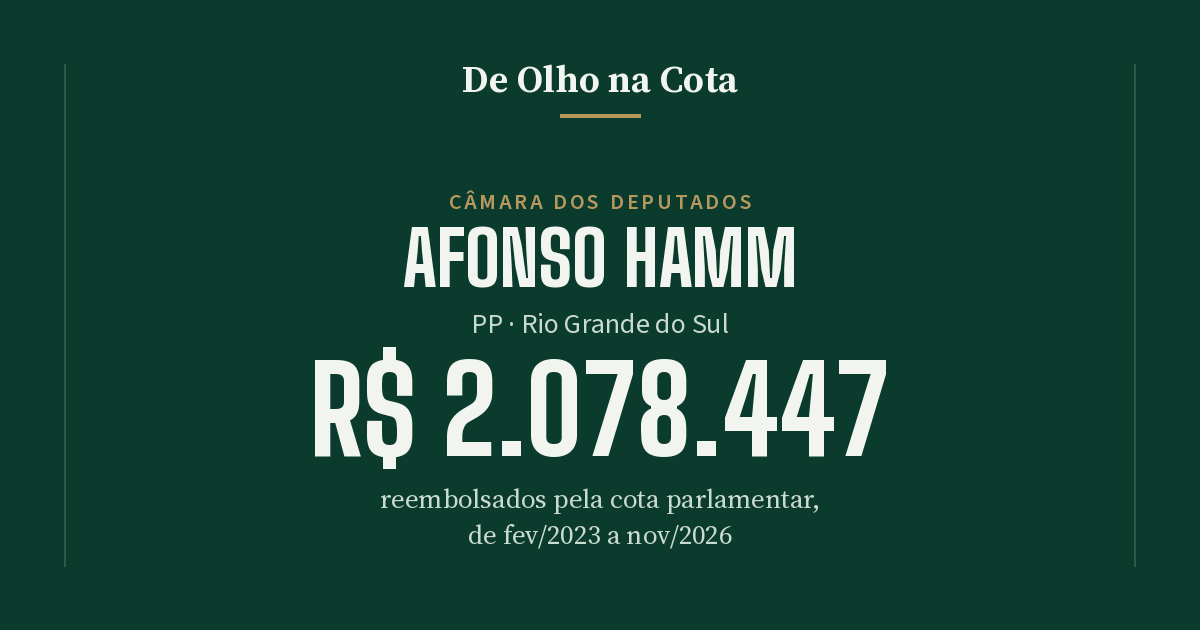 De Olho na Cota
CÂMARA DOS DEPUTADOS
AFONSO HAMM
PP · Rio Grande do Sul
R$ 2.078.447
reembolsados pela cota parlamentar,
de fev/2023 a nov/2026